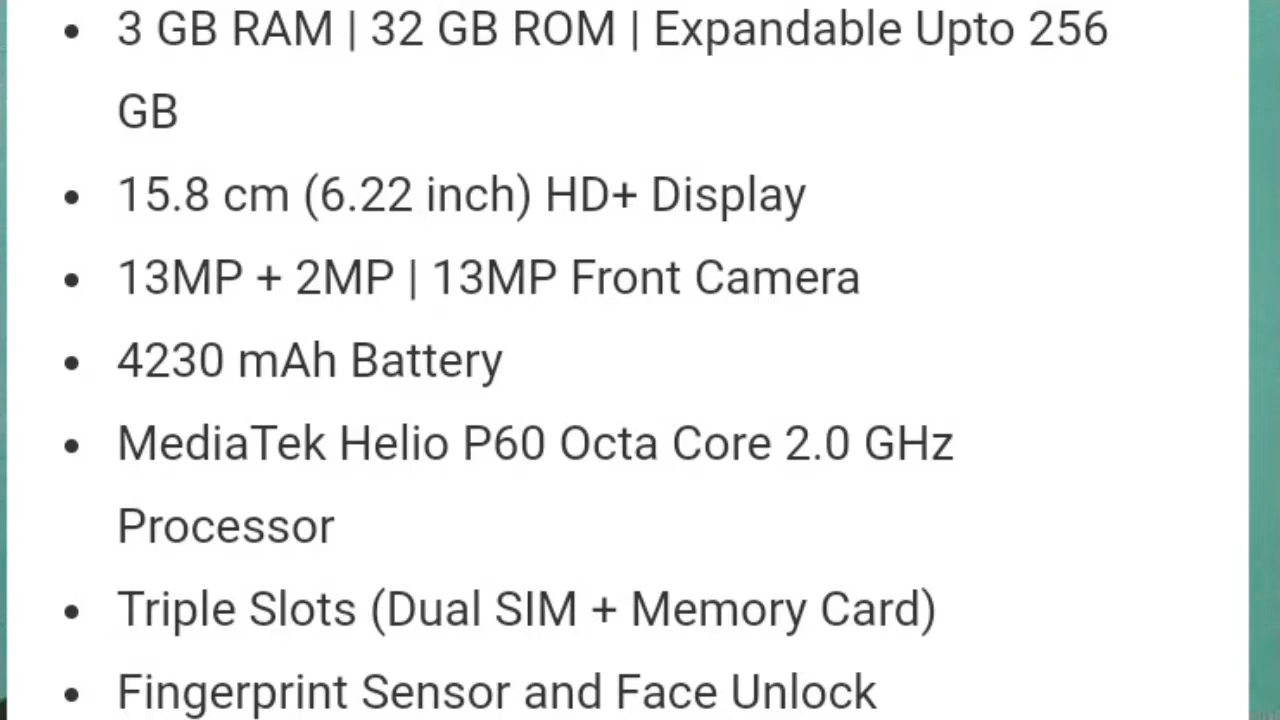 • 3 GB RAM | 32 GB ROM | Expandable Upto 256
GB
• 15.8 cm (6.22 inch) HD+ Display
• 13MP + 2MP | 13MP Front Camera
• 4230 mAh Battery
• MediaTek Helio P60 Octa Core 2.0 GHz
Processor
• Triple Slots (Dual SIM + Memory Card)
• Fingerprint Sensor and Face Unlock